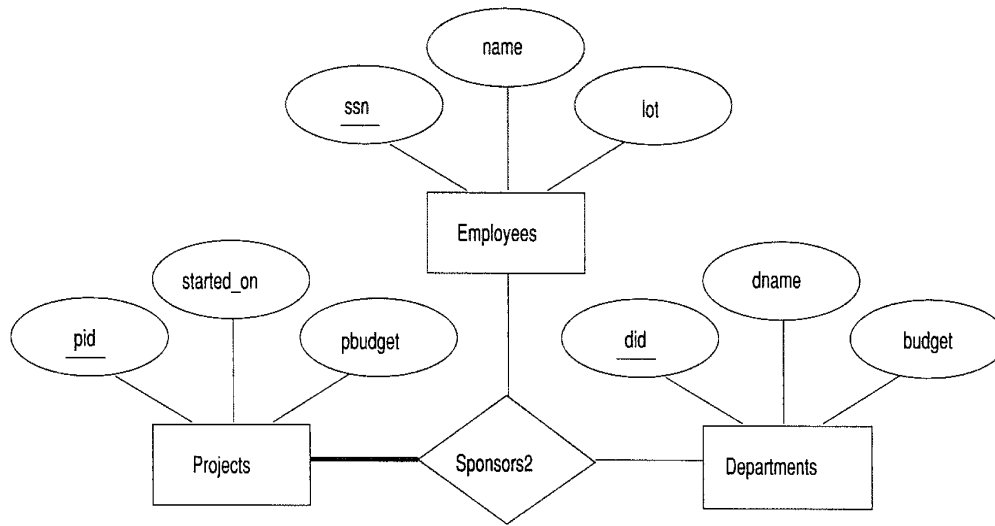 name
ssn
lot
Employees
started_on
dname
pid
pbudget
did
budget
Projects
Sponsors2
Departments